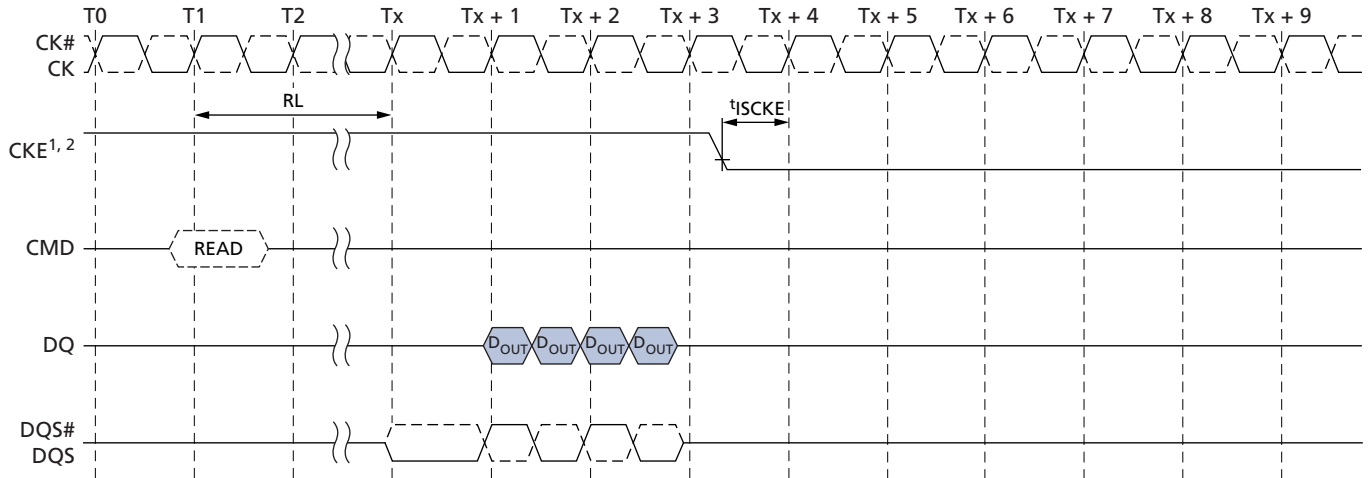 T0 T1 T2 Tx Tx + 1 Tx + 2 Tx + 3 Tx + 4 Tx + 5 Tx + 6 Tx + 7 Tx + 8 Tx + 9
CK#
CK
RL
tISCKE
CKE1, 2
CMD READ
DQ DOUT DOUT DOUT DOUT
DQS#
DQS